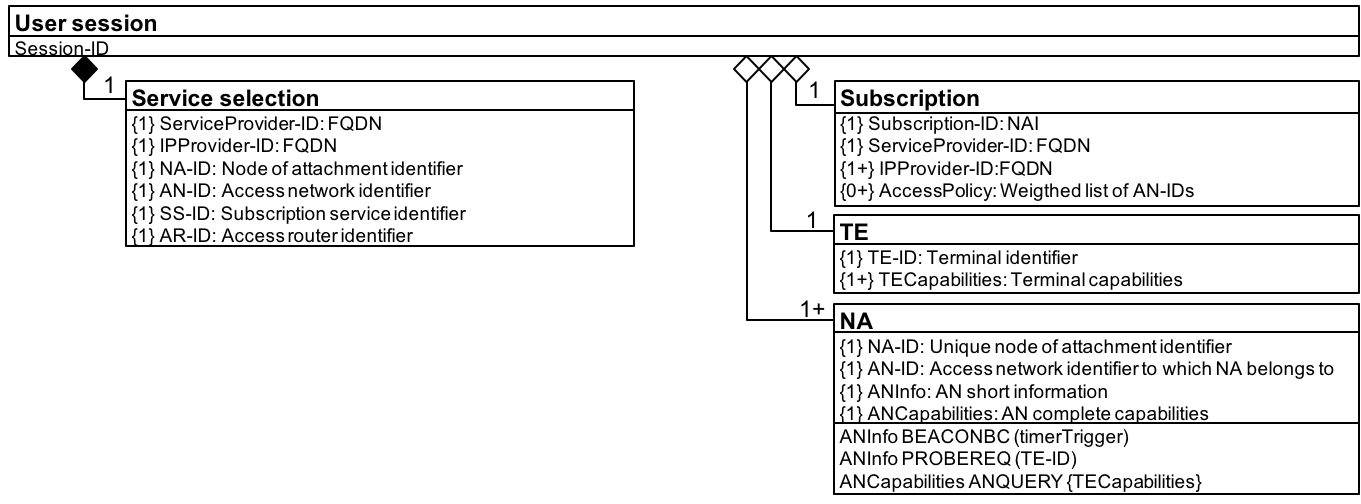 User session
Session-ID
1
Service selection
{1} ServiceProvider-ID: FQDN
{1} IPProvider-ID: FQDN
{1} NA-ID: Node of attachment identifier
{1} AN-ID: Access network identifier
{1} SS-ID: Subscription service identifier
{1} AR-ID: Access router identifier
1
Subscription
{1} Subscription-ID: NAI
{1} ServiceProvider-ID: FQDN
{1+} IPProvider-ID:FQDN
{0+} AccessPolicy: Weigthed list of AN-IDs
1
TE
{1} TE-ID: Terminal identifier
{1+} TECapabilities: Terminal capabilities
1+
NA
{1} NA-ID: Unique node of attachment identifier
{1} AN-ID: Access network identifier to which NA belongs to
{1} ANInfo: AN short information
{1} ANCapabilities: AN complete capabilities
ANInfo BEACONBC (timerTrigger)
ANInfo PROBEREQ (TE-ID)
ANCapabilities ANQUERY {TECapabilities}